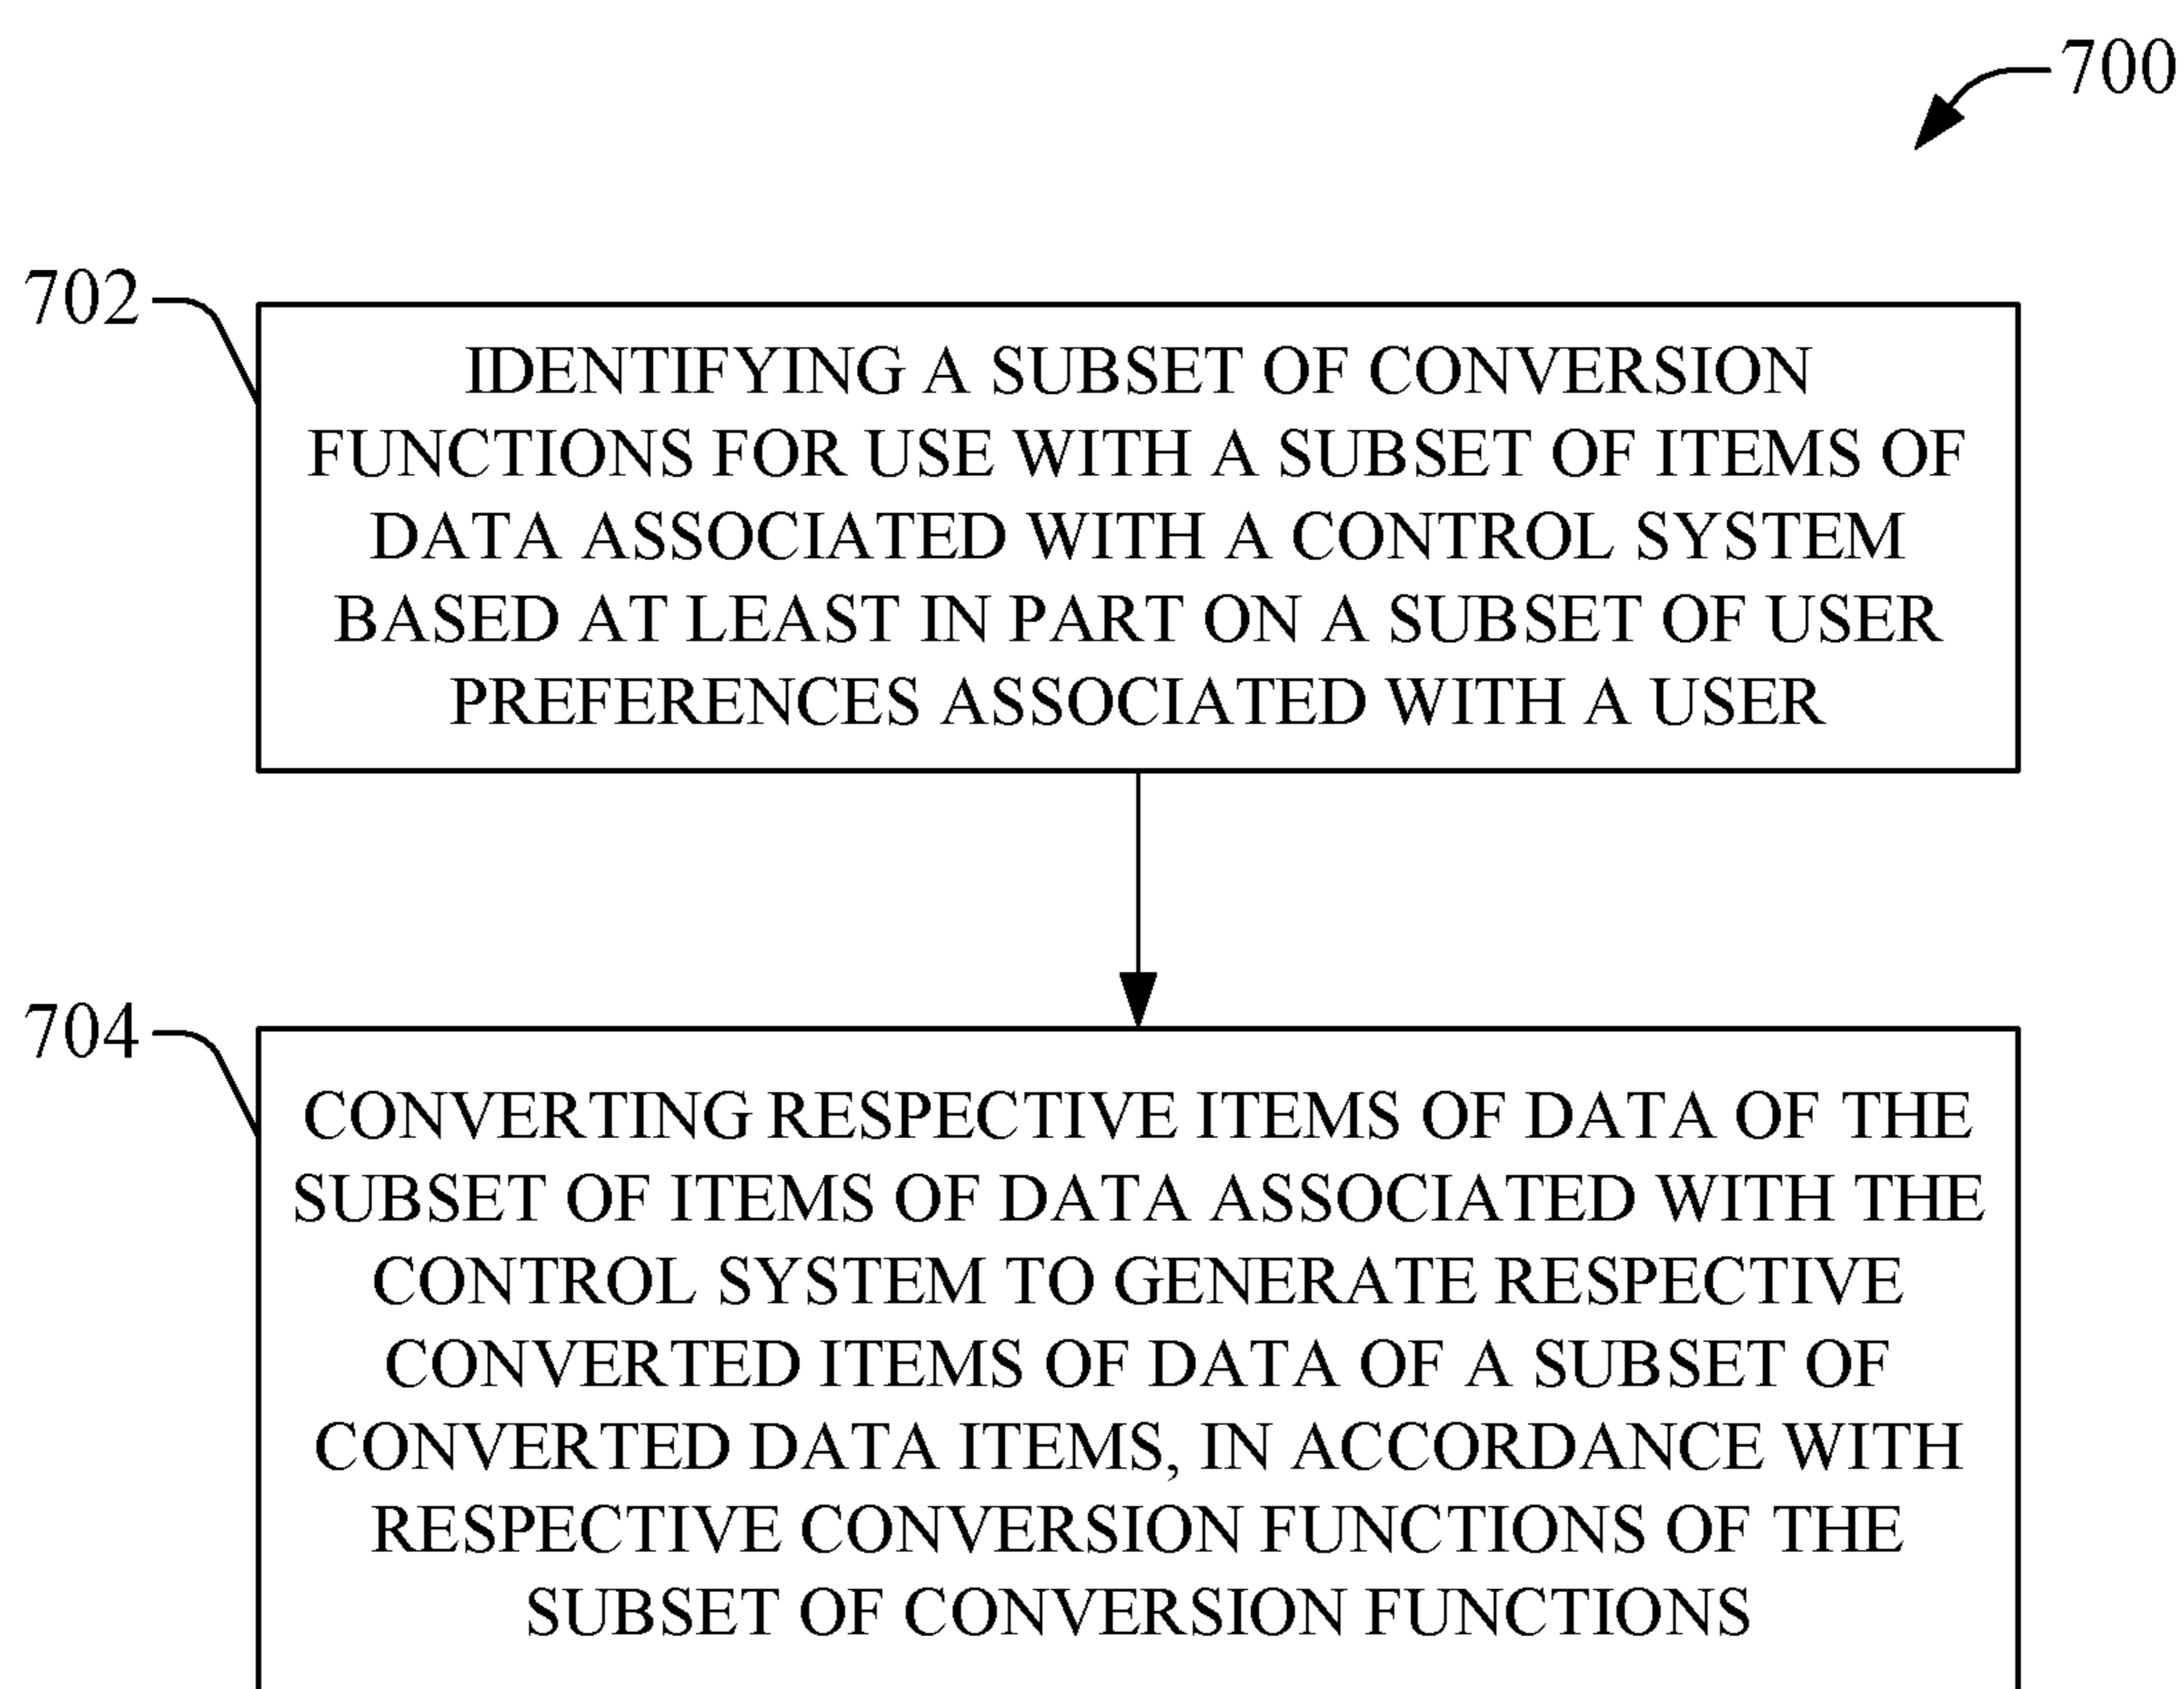 700
702
IDENTIFYING A SUBSET OF CONVERSION
FUNCTIONS FOR USE WITH A SUBSET OF ITEMS OF
DATA ASSOCIATED WITH A CONTROL SYSTEM
BASED AT LEAST IN PART ON A SUBSET OF USER
PREFERENCES ASSOCIATED WITH A USER
704
CONVERTING RESPECTIVE ITEMS OF DATA OF THE
SUBSET OF ITEMS OF DATA ASSOCIATED WITH THE
CONTROL SYSTEM TO GENERATE RESPECTIVE
CONVERTED ITEMS OF DATA OF A SUBSET OF
CONVERTED DATA ITEMS, IN ACCORDANCE WITH
RESPECTIVE CONVERSION FUNCTIONS OF THE
SUBSET OF CONVERSION FUNCTIONS